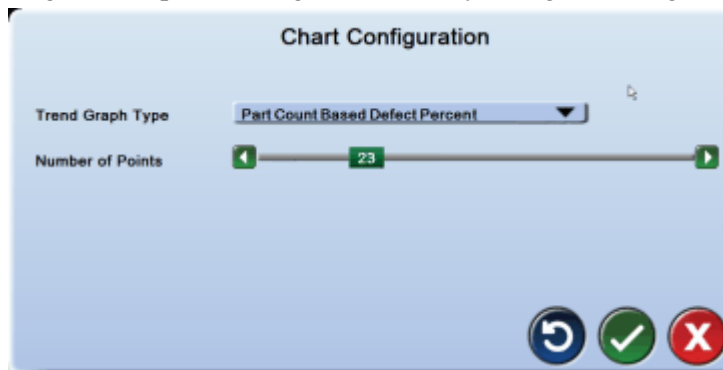 Chart Configuration
Trend Graph Type Part Count Based Defect Percent
Number of Points 23